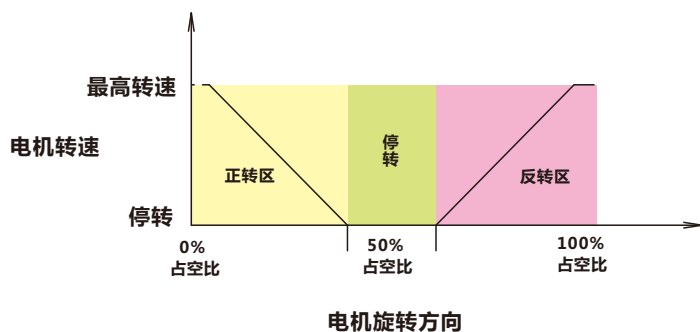 最高转速
电机转速
停转
正转区
停
转
反转区
0%
占空比
50%
占空比
100%
占空比
电机旋转方向